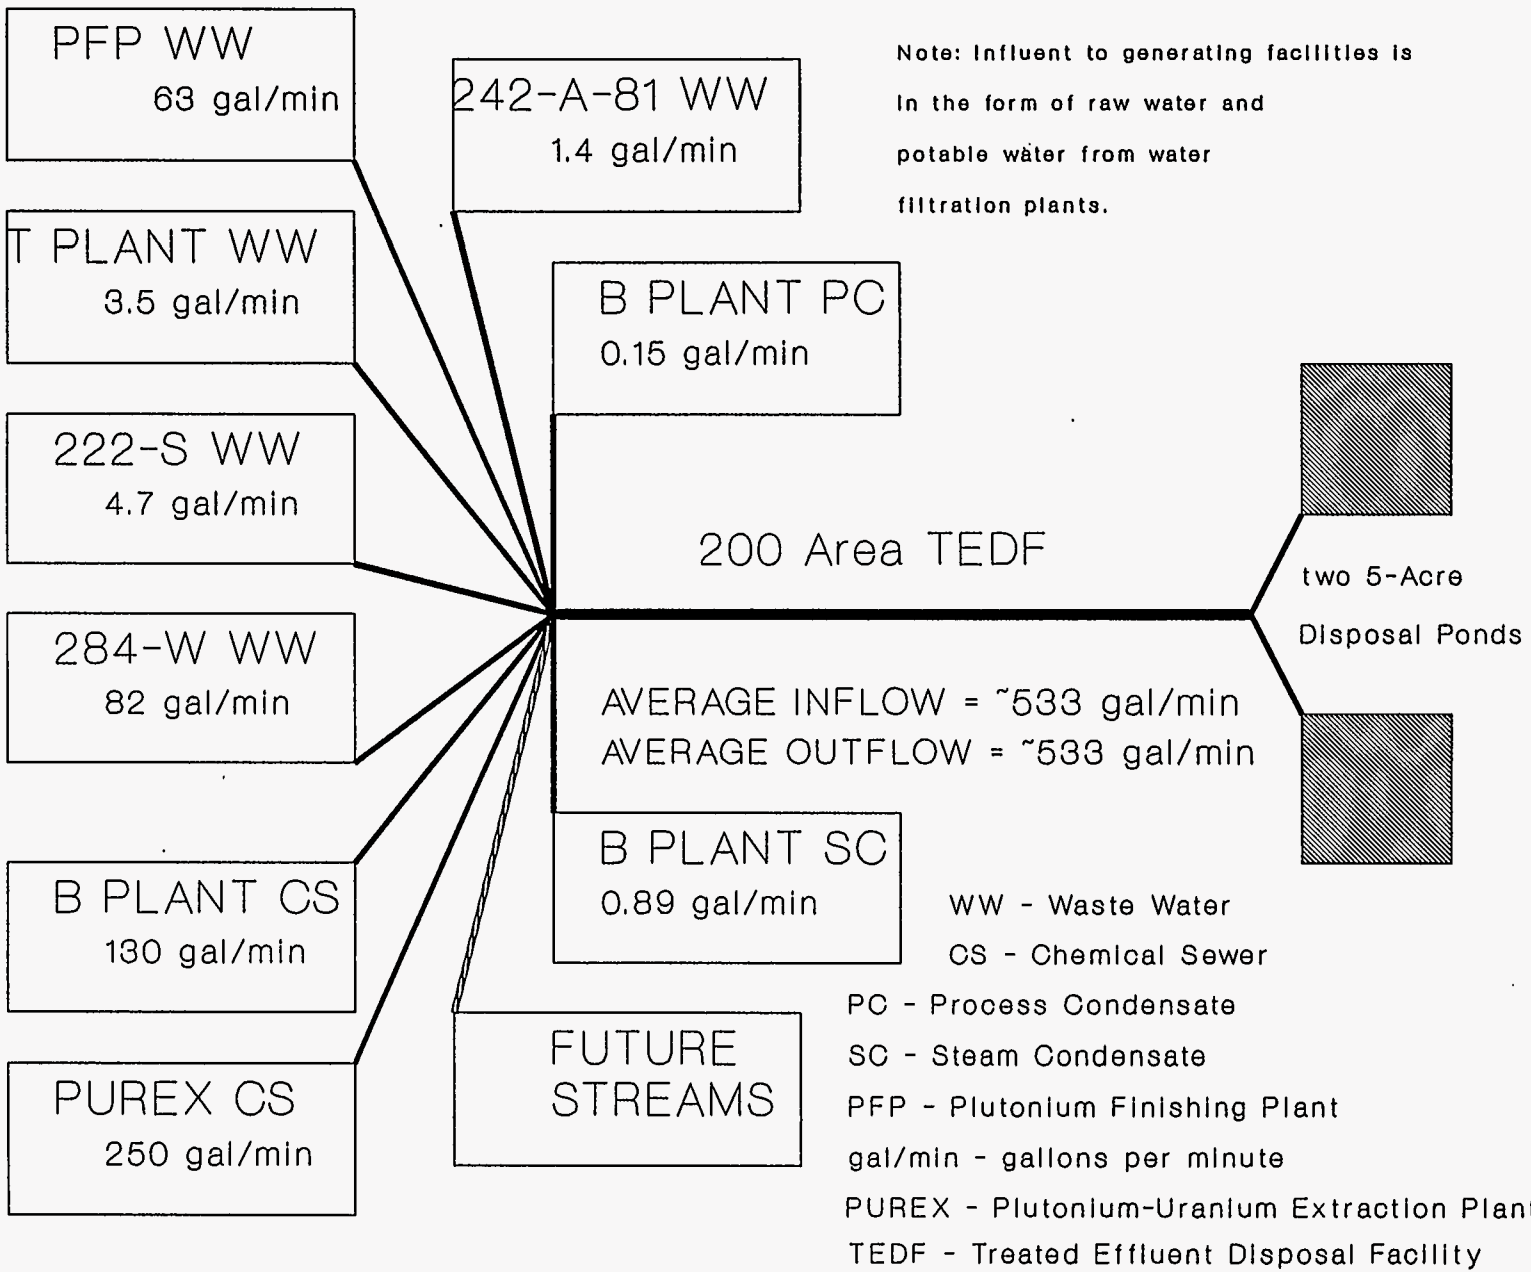 PFP WW
63 gal/min
242-A-81 WW
1.4 gal/min
Note: Influent to generating facilities is
in the form of raw water and
potable water from water
filtration plants.
T PLANT WW
3.5 gal/min
B PLANT PC
0.15 gal/min
222-S WW
4.7 gal/min
200 Area TEDF
two 5-Acre
Disposal Ponds
284-W WW
82 gal/min
AVERAGE INFLOW = ~533 gal/min
AVERAGE OUTFLOW = ~533 gal/min
B PLANT CS
130 gal/min
B PLANT SC
0.89 gal/min
PUREX CS
250 gal/min
FUTURE
STREAMS
WW - Waste Water
CS - Chemical Sewer
PC - Process Condensate
SC - Steam Condensate
PFP - Plutonium Finishing Plant
gal/min - gallons per minute
PUREX - Plutonium-Uranium Extraction Plant
TEDF - Treated Effluent Disposal Facility